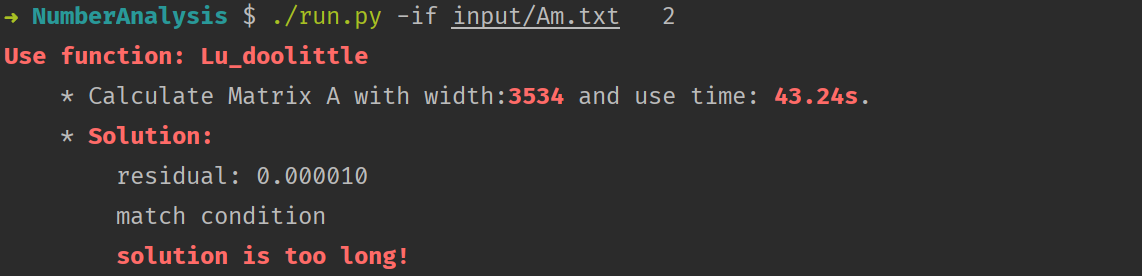 ➜ NumberAnalysis $ ./run.py -if input/Am.txt 2
Use function: Lu_doolittle
* Calculate Matrix A with width:3534 and use time: 43.24s.
* Solution:
residual: 0.000010
match condition
solution is too long!